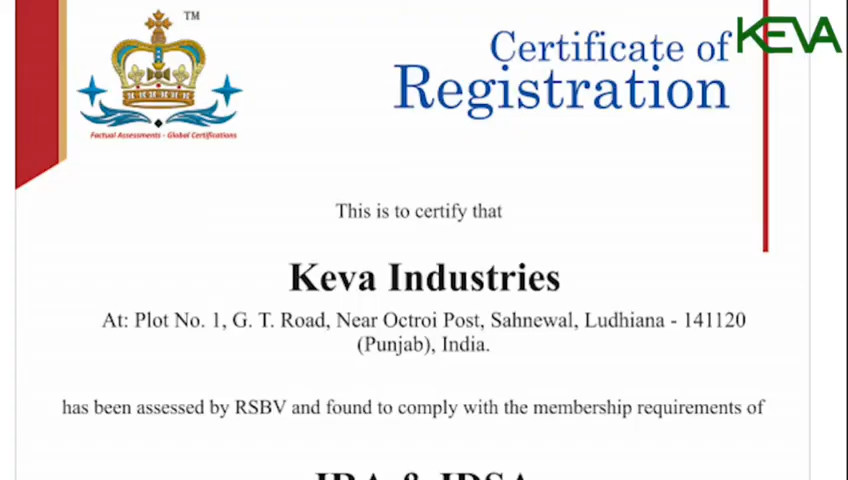 TM
KEVA
Certificate of
Registration
Factual Assessments - Global Certifications
This is to certify that
Keva Industries
At: Plot No. 1, G. T. Road, Near Octroi Post, Sahnewal, Ludhiana - 141120
(Punjab), India.
has been assessed by RSBV and found to comply with the membership requirements of